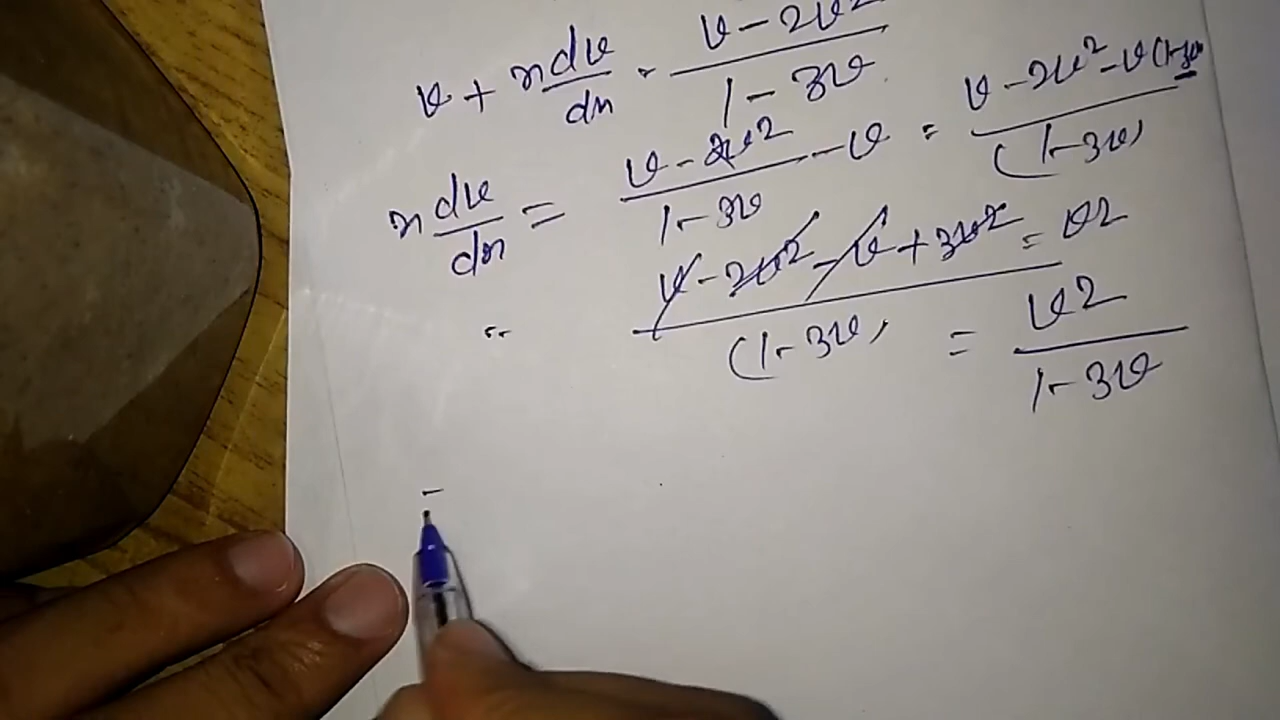 v + x dv/dx = (v - 2v²)/(1 - 3v)
x dv/dx = (v - 2v²)/(1 - 3v) - v = (v - 2v² - v(1-3v))/(1-3v)
= (v - 2v² - v + 3v²)/(1-3v) = v²
= v²/(1-3v)